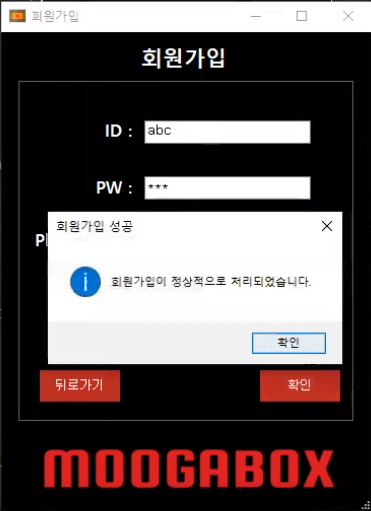 회원가입
회원가입
ID :
abc
PW :
***
회원가입 성공
회원가입이 정상적으로 처리되었습니다.
확인
뒤로가기
확인
MOOGABOX